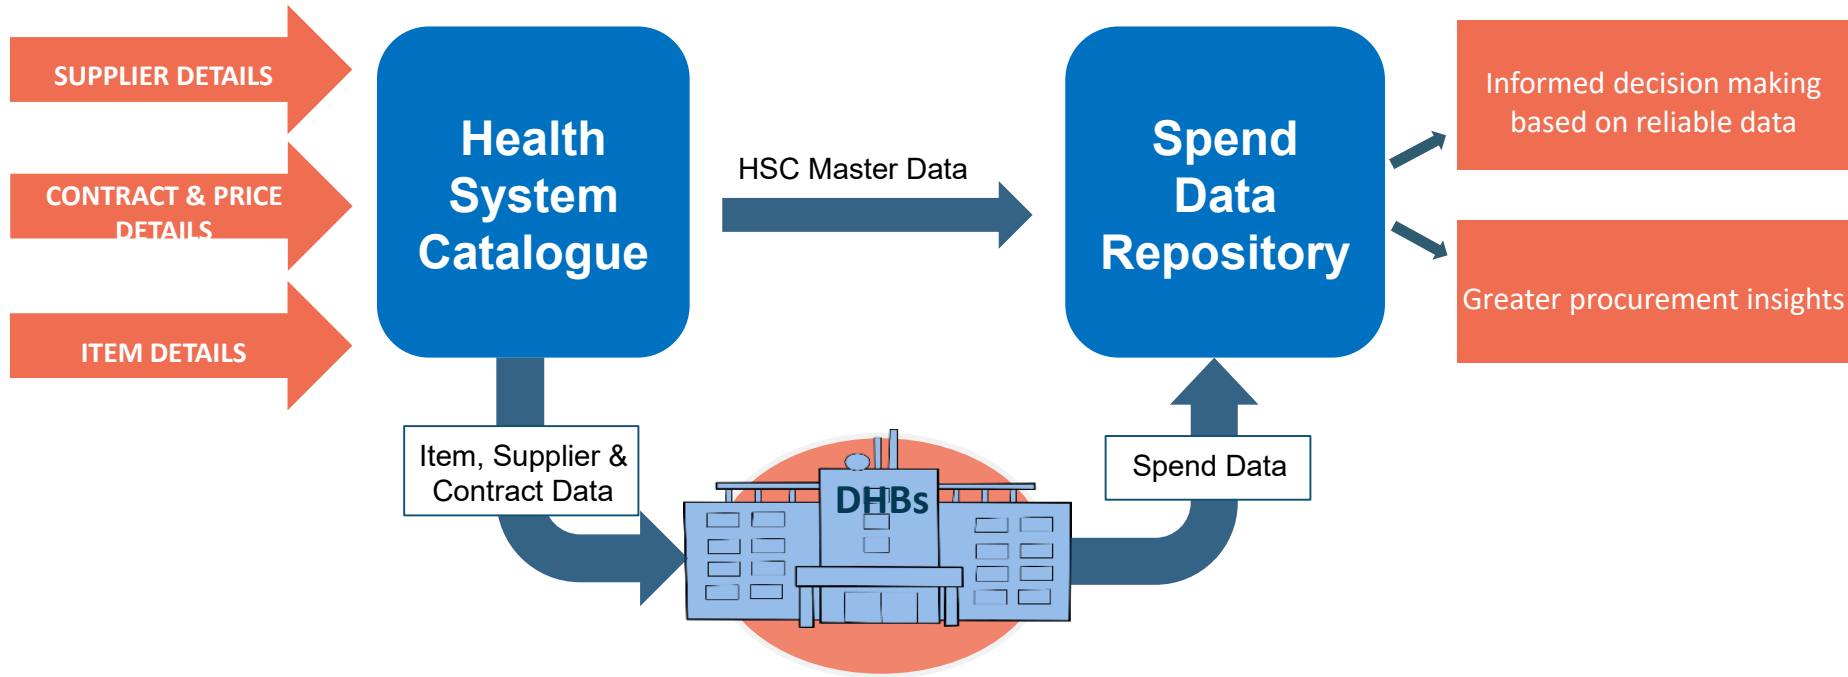 SUPPLIER DETAILS
CONTRACT & PRICE
DETAILS
ITEM DETAILS
Health
System
Catalogue
HSC Master Data
Spend
Data
Repository
Informed decision making
based on reliable data
Greater procurement insights
Item, Supplier &
Contract Data
DHBs
Spend Data